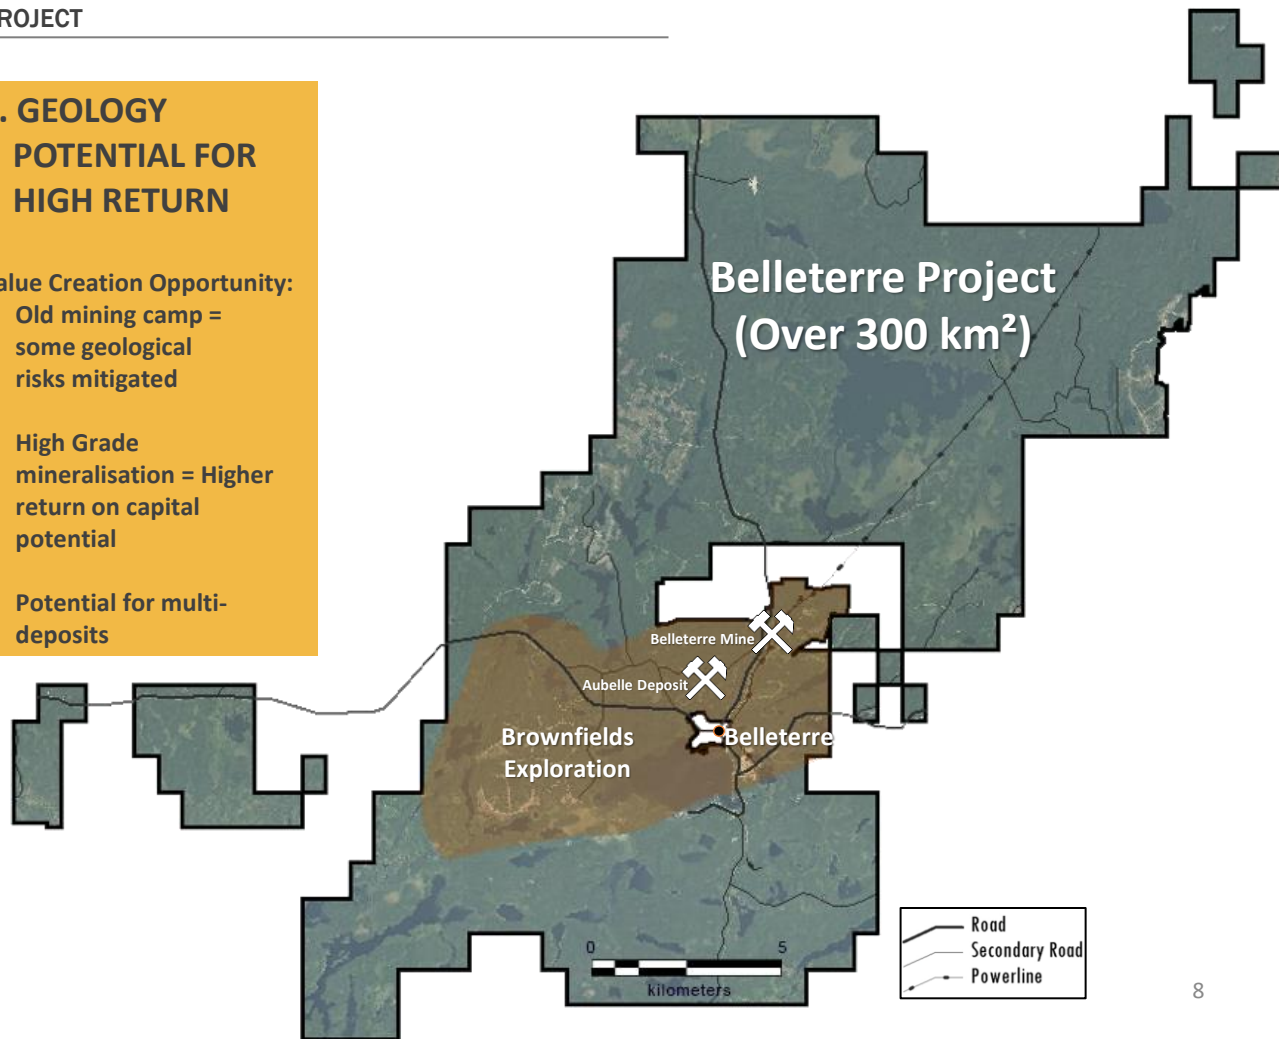 ROJECT
. GEOLOGY
POTENTIAL FOR
HIGH RETURN
alue Creation Opportunity:
Old mining camp =
some geological
risks mitigated
High Grade
mineralisation = Higher
return on capital
potential
Potential for multi-
deposits
Belleterre Project
(Over 300 km²)
Belleterre Mine
Aubelle Deposit
Belleterre
Brownfields
Exploration
0 5
kilometers
Road
Secondary Road
Powerline
8